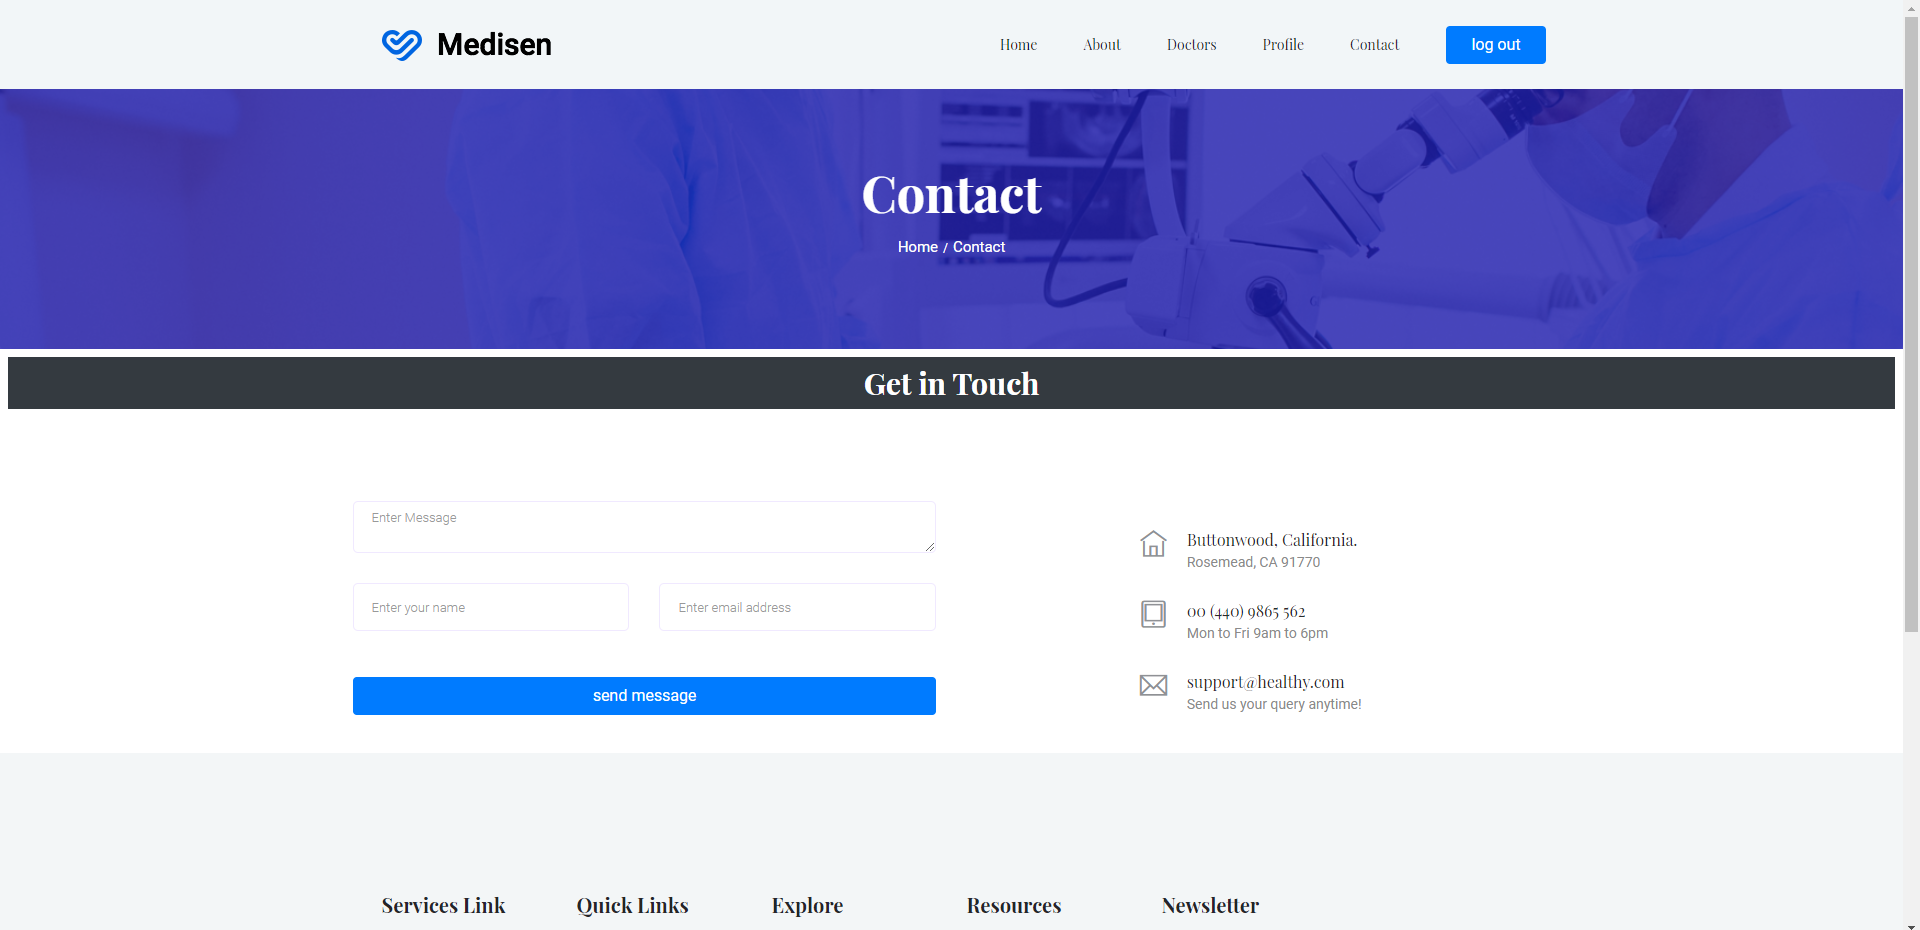 Medisen
Home About Doctors Profile Contact log out
Contact
Home / Contact
Get in Touch
Enter Message
Enter your name Enter email address
send message
Buttonwood, California.
Rosemead, CA 91770
00 (440) 9865 562
Mon to Fri 9am to 6pm
support@healthy.com
Send us your query anytime!
Services Link Quick Links Explore Resources Newsletter